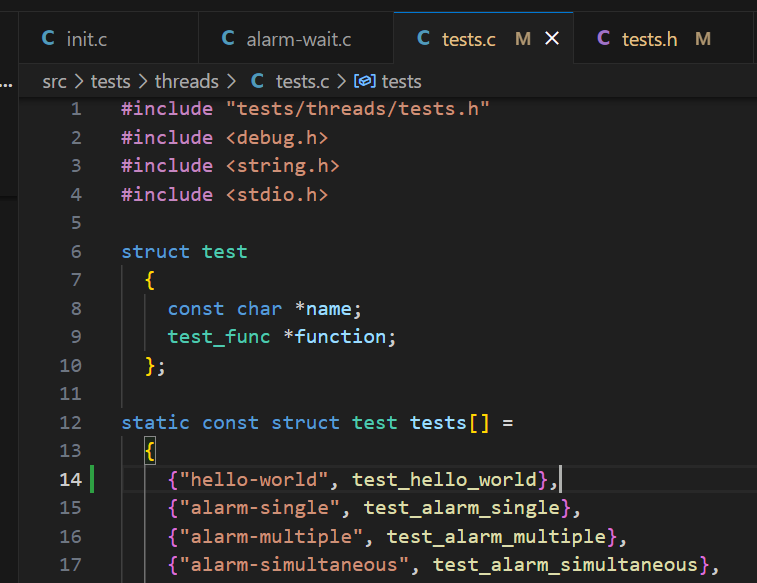 init.c alarm-wait.c tests.c M tests.h M
... src > tests > threads > C tests.c > tests
1 #include "tests/threads/tests.h"
2 #include <debug.h>
3 #include <string.h>
4 #include <stdio.h>
5
6 struct test
7 {
8 const char *name;
9 test_func *function;
10 };
11
12 static const struct test tests[] =
13 {
14 {"hello-world", test_hello_world},
15 {"alarm-single", test_alarm_single},
16 {"alarm-multiple", test_alarm_multiple},
17 {"alarm-simultaneous", test_alarm_simultaneous},